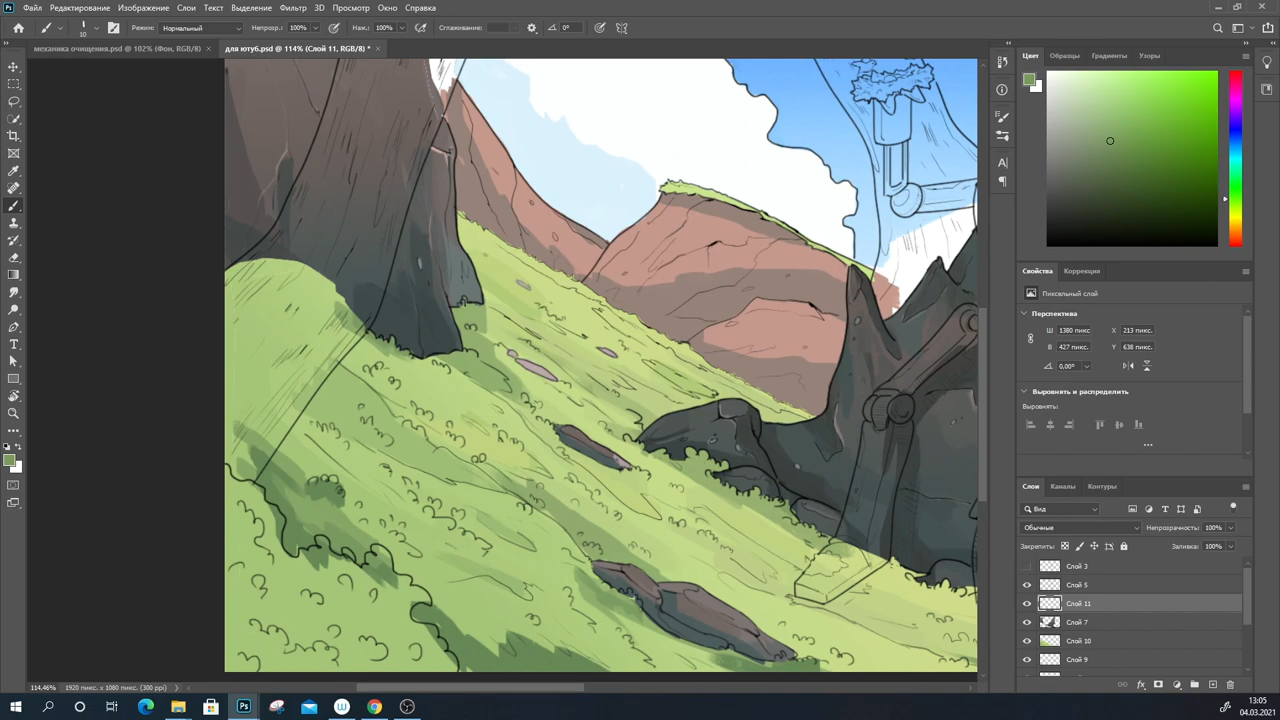 Файл Редактирование Изображение Слои Текст Выделение Фильтр 3D Просмотр Окно Справка
10 Режим: Нормальный Непрозр.: 100% Наж.: 100% Сглаживание: 0°
механика очищения.psd @ 102% (Фон, RGB/8) × для ютуб.psd @ 114% (Слой 11, RGB/8) * ×
Цвет Образцы Градиенты Узоры
Свойства Коррекция
Пиксельный слой
Перспектива
Ш 1380 пикс X 213 пикс
В 427 пикс Y 638 пикс
0,00°
Выровнять и распределить
Выровнять:
Слои Каналы Контуры
Вид
Обычные Непрозрачность: 100%
Закрепить: Заливка: 100%
Слой 3
Слой 5
Слой 11
Слой 7
Слой 10
Слой 9
114,46% 1920 пикс. x 1080 пикс. (300 ppi)
13:05
04.03.2021